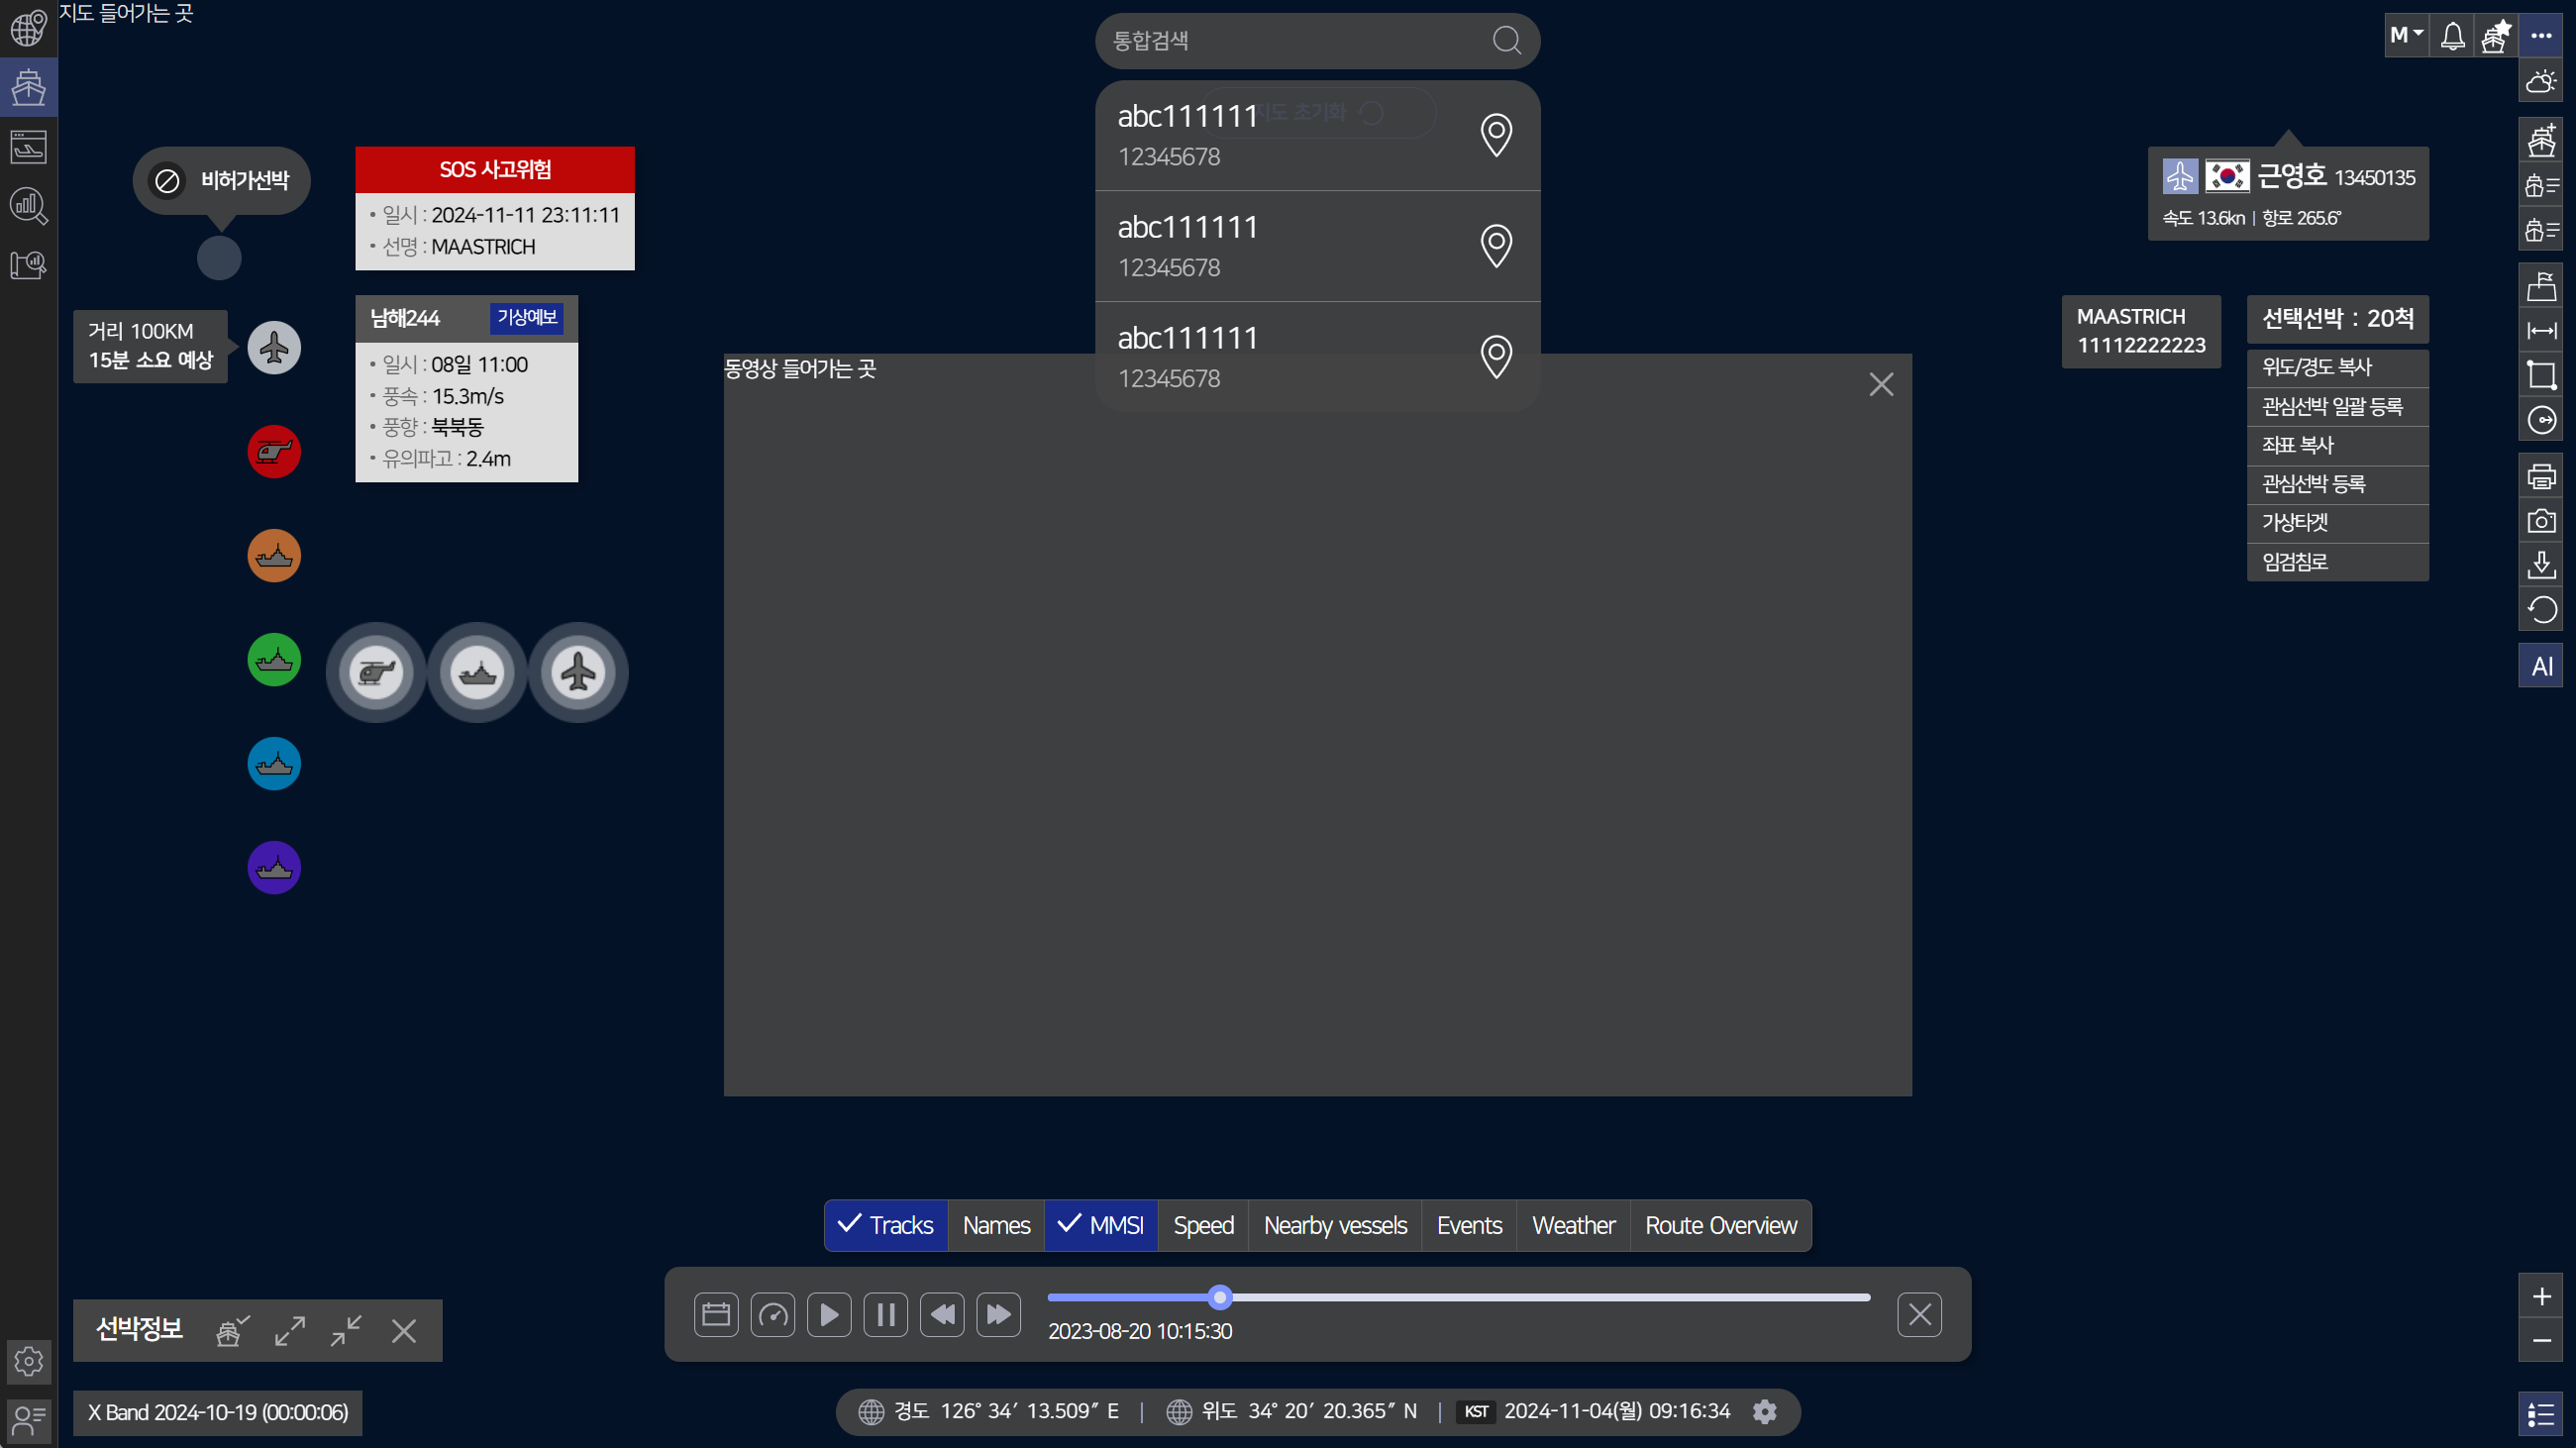 지도 들어가는 곳
통합검색
M
지도 초기화
abc111111
12345678
abc111111
12345678
abc111111
12345678
비허가선박
SOS 사고위험
• 일시 : 2024-11-11 23:11:11
• 선명 : MAASTRICH
거리 100KM
15분 소요 예상
남해244 기상예보
• 일시 : 08일 11:00
• 풍속 : 15.3m/s
• 풍향 : 북북동
• 유의파고 : 2.4m
근영호 13450135
속도 13.6kn | 항로 265.6°
MAASTRICH
11112222223
선택선박 : 20척
위도/경도 복사
관심선박 일괄 등록
좌표 복사
관심선박 등록
가상타겟
임검침로
AI
동영상 들어가는 곳
Tracks Names MMSI Speed Nearby vessels Events Weather Route Overview
2023-08-20 10:15:30
선박정보
X Band 2024-10-19 (00:00:06)
경도 126° 34′ 13.509″ E | 위도 34° 20′ 20.365″ N | KST 2024-11-04(월) 09:16:34